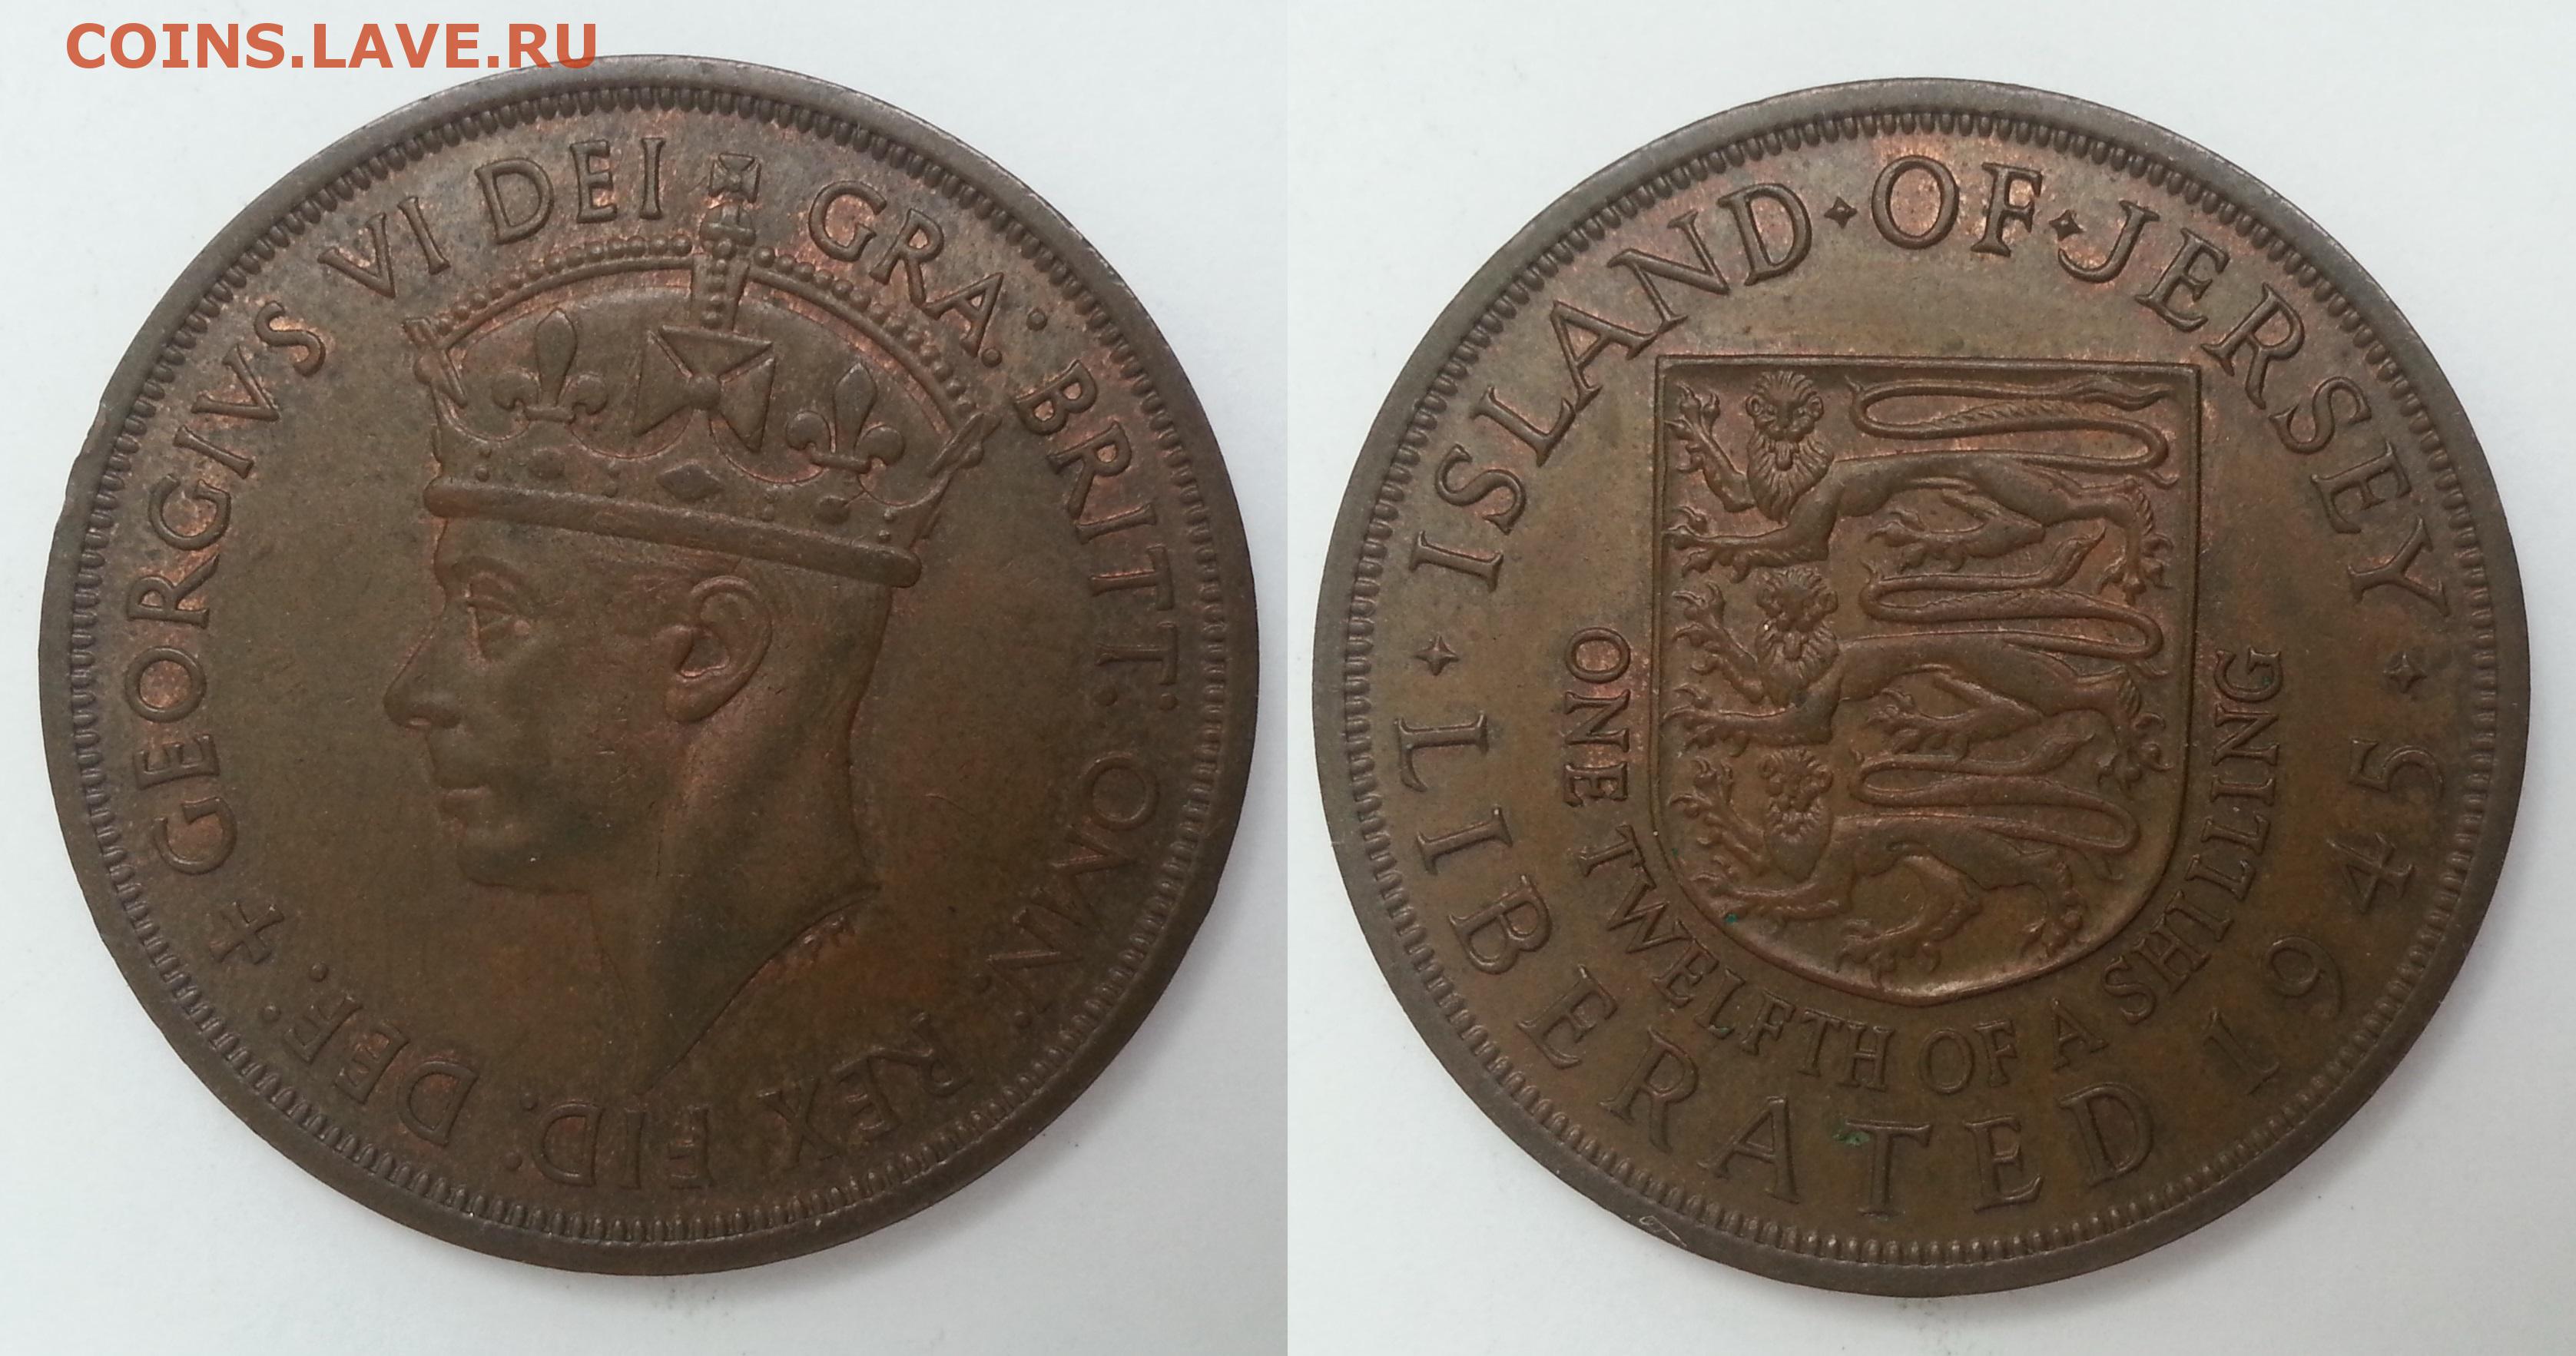 COINS.LAVE.RU
+ GEORGIVS VI DEI GRA: BRITT: OMN: REX FID: DEF:
PM
ISLAND · OF · JERSEY
ONE TWELFTH OF A SHILLING
LIBERATED 1945